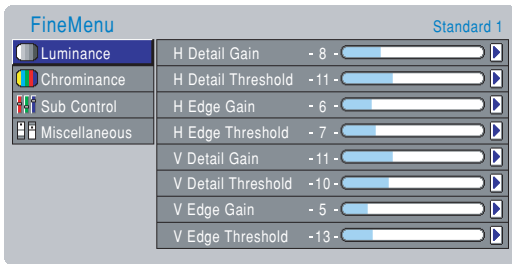 FineMenu
Standard 1
Luminance
Chrominance
Sub Control
Miscellaneous
H Detail Gain - 8 -
H Detail Threshold -11-
H Edge Gain - 6 -
H Edge Threshold - 7 -
V Detail Gain -11-
V Detail Threshold -10-
V Edge Gain - 5 -
V Edge Threshold -13-